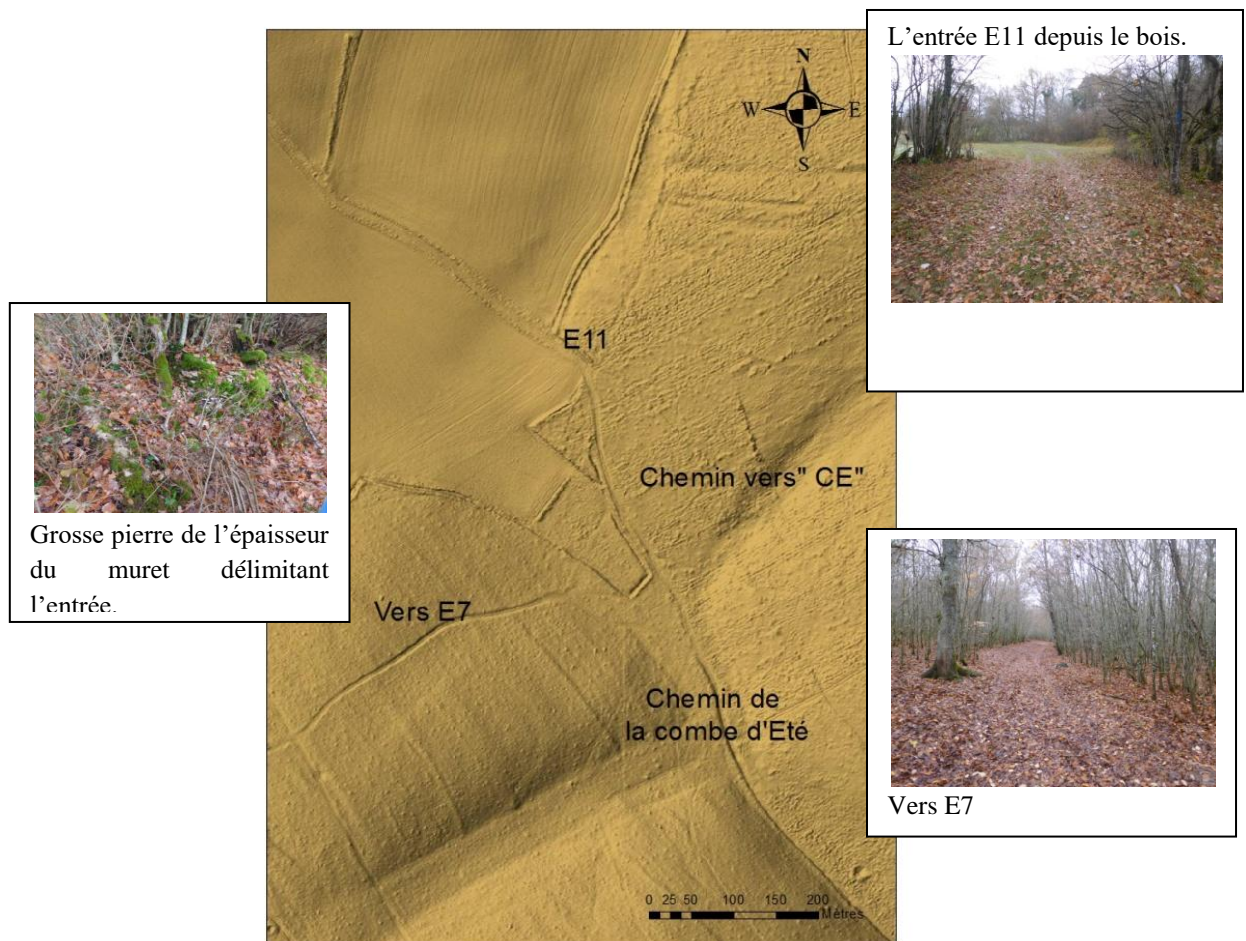 L'entrée E11 depuis le bois.
N
W E
S
E11
Chemin vers" CE"
Grosse pierre de l'épaisseur
du muret délimitant
l'entrée.
Vers E7
Chemin de
la combe d'Eté
Vers E7
0 25 50 100 150 200
Mètres